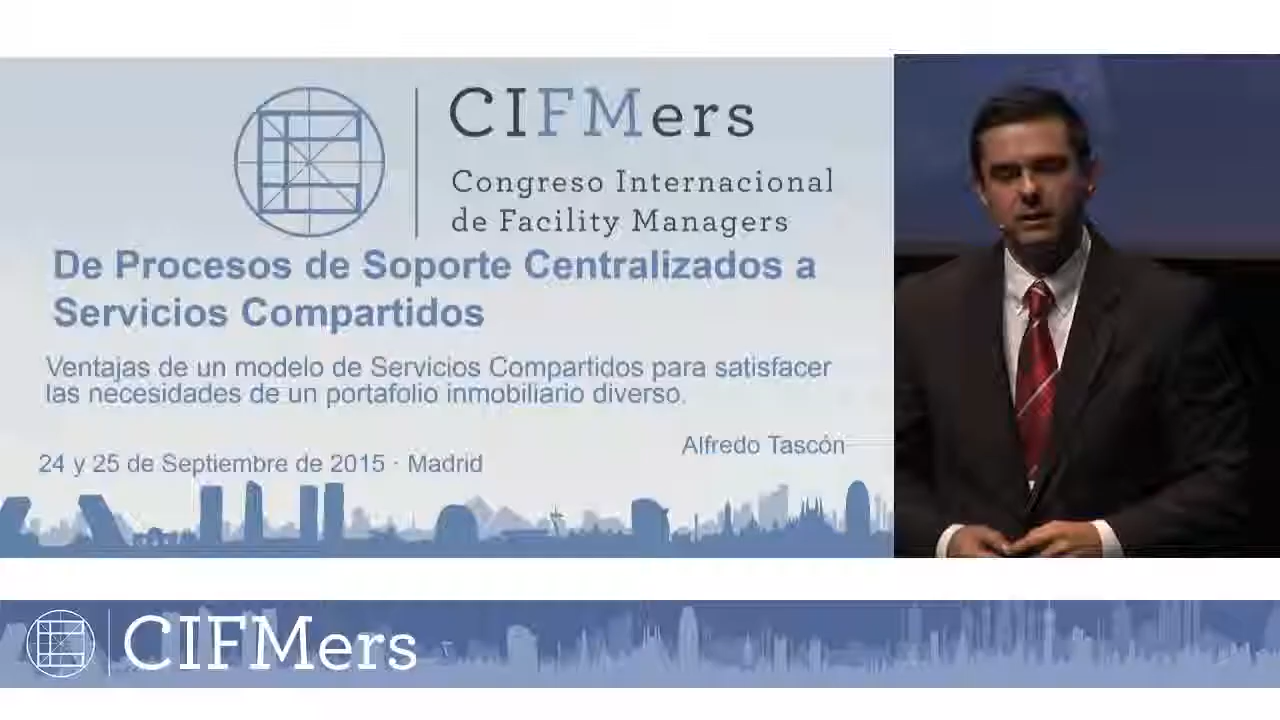 CIFMers
Congreso Internacional
de Facility Managers
De Procesos de Soporte Centralizados a
Servicios Compartidos
Ventajas de un modelo de Servicios Compartidos para satisfacer
las necesidades de un portafolio inmobiliario diverso.
Alfredo Tascón
24 y 25 de Septiembre de 2015 · Madrid
CIFMers